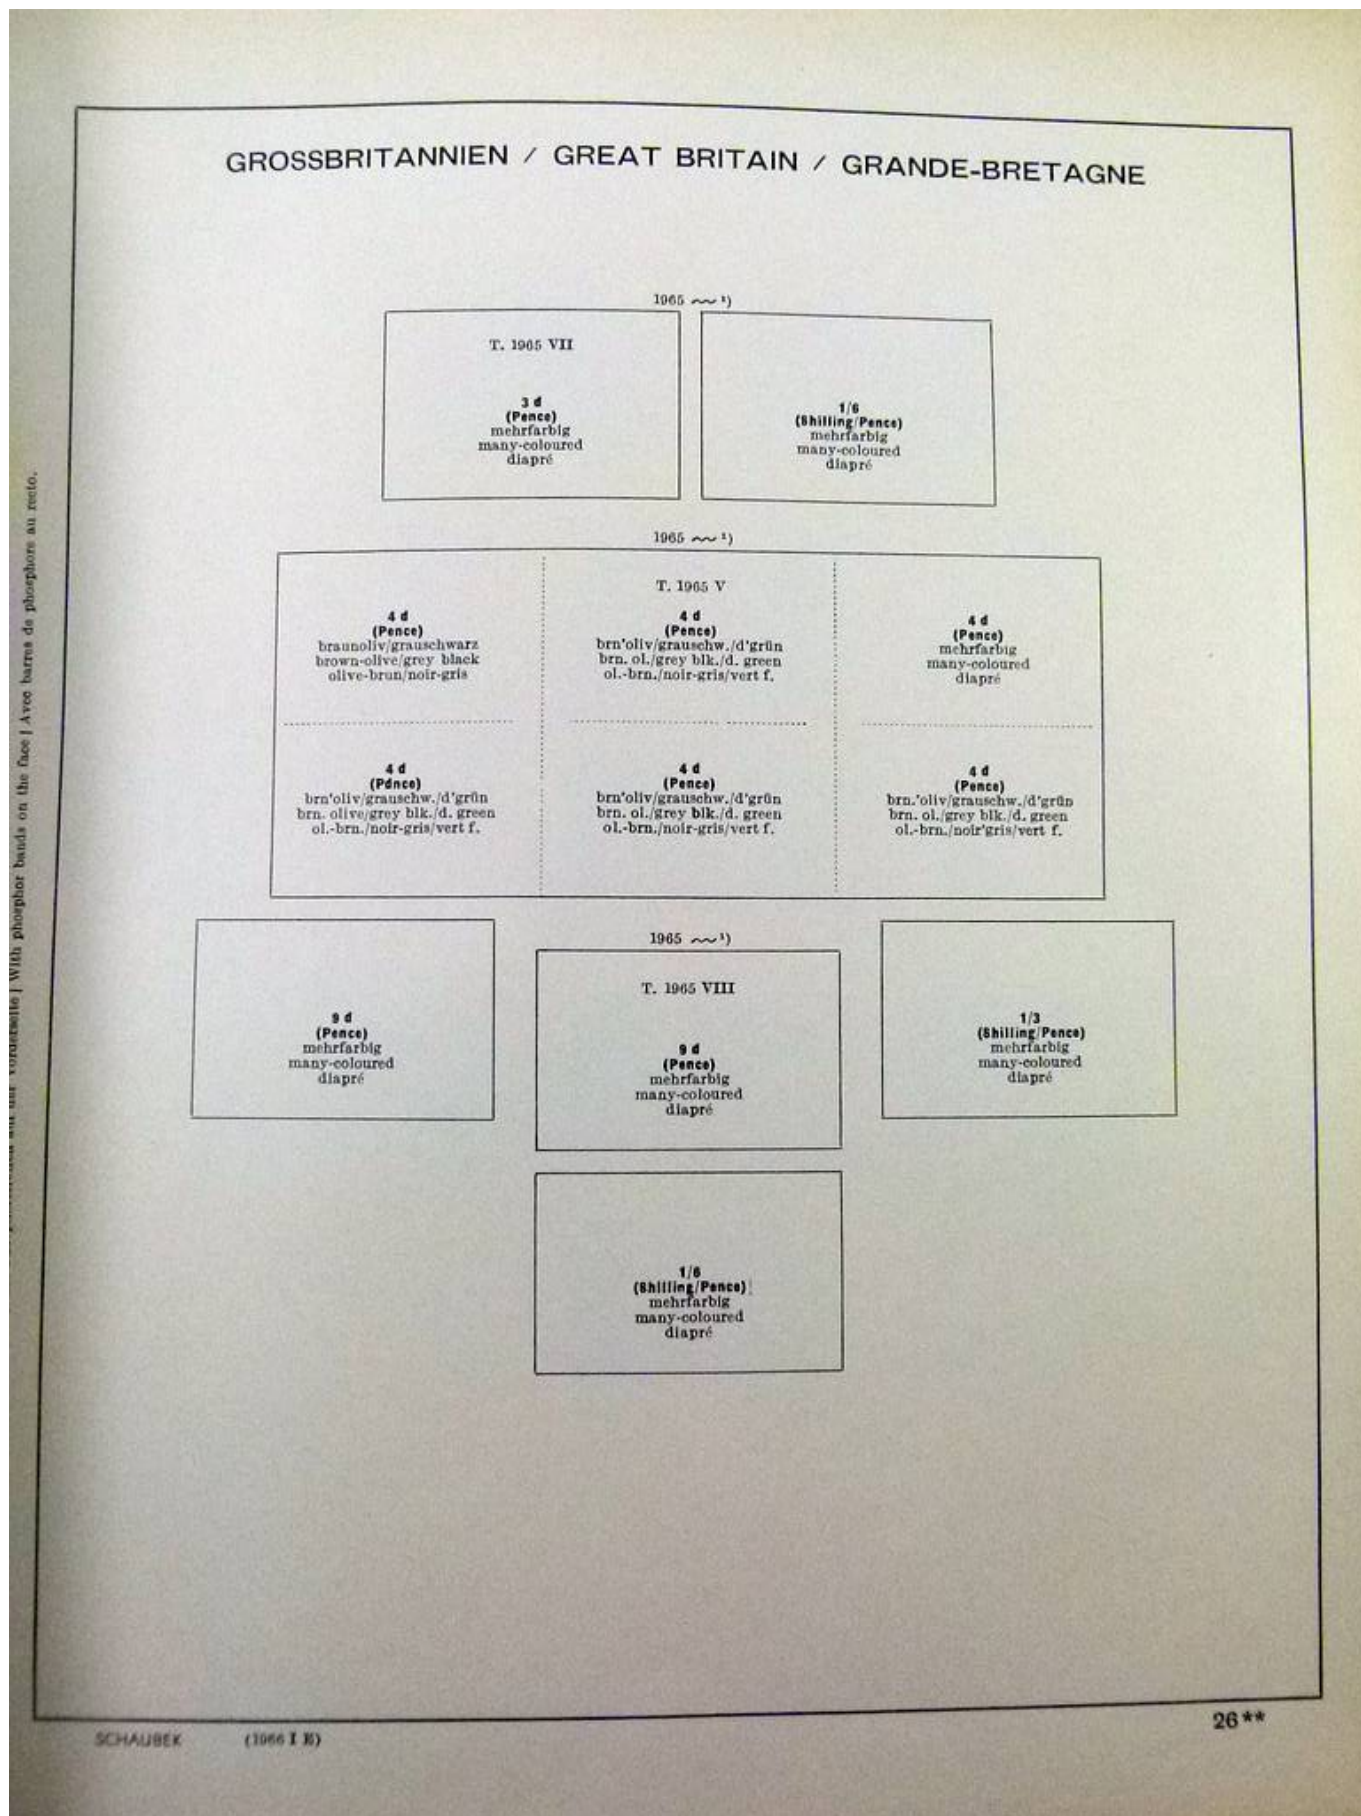 GROSSBRITANNIEN / GREAT BRITAIN / GRANDE-BRETAGNE
1965 ¹)
T. 1965 VII
3 d
(Pence)
mehrfarbig
many-coloured
diapré
1/6
(Shilling/Pence)
mehrfarbig
many-coloured
diapré
1965 ¹)
4 d
(Pence)
braunoliv/grauschwarz
brown-olive/grey black
olive-brun/noir-gris
T. 1965 V
4 d
(Pence)
brn'oliv/grauschw./d'grün
brn. ol./grey blk./d. green
ol.-brn./noir-gris/vert f.
4 d
(Pence)
mehrfarbig
many-coloured
diapré
4 d
(Pdnce)
brn'oliv/grauschw./d'grün
brn. olive/grey blk./d. green
ol.-brn./noir-gris/vert f.
4 d
(Pence)
brn'oliv/grauschw./d'grün
brn. ol./grey blk./d. green
ol.-brn./noir-gris/vert f.
4 d
(Pence)
brn.'oliv/grauschw./d'grün
brn. ol./grey blk./d. green
ol.-brn./noir'gris/vert f.
9 d
(Pence)
mehrfarbig
many-coloured
diapré
1965 ¹)
T. 1965 VIII
9 d
(Pence)
mehrfarbig
many-coloured
diapré
1/3
(Shilling/Pence)
mehrfarbig
many-coloured
diapré
1/6
(Shilling/Pence)
mehrfarbig
many-coloured
diapré
auf der Vorderseite / With phosphor bands on the face / Avec barres de phosphore au recto.
SCHAUBEK (1966 I E)
26**